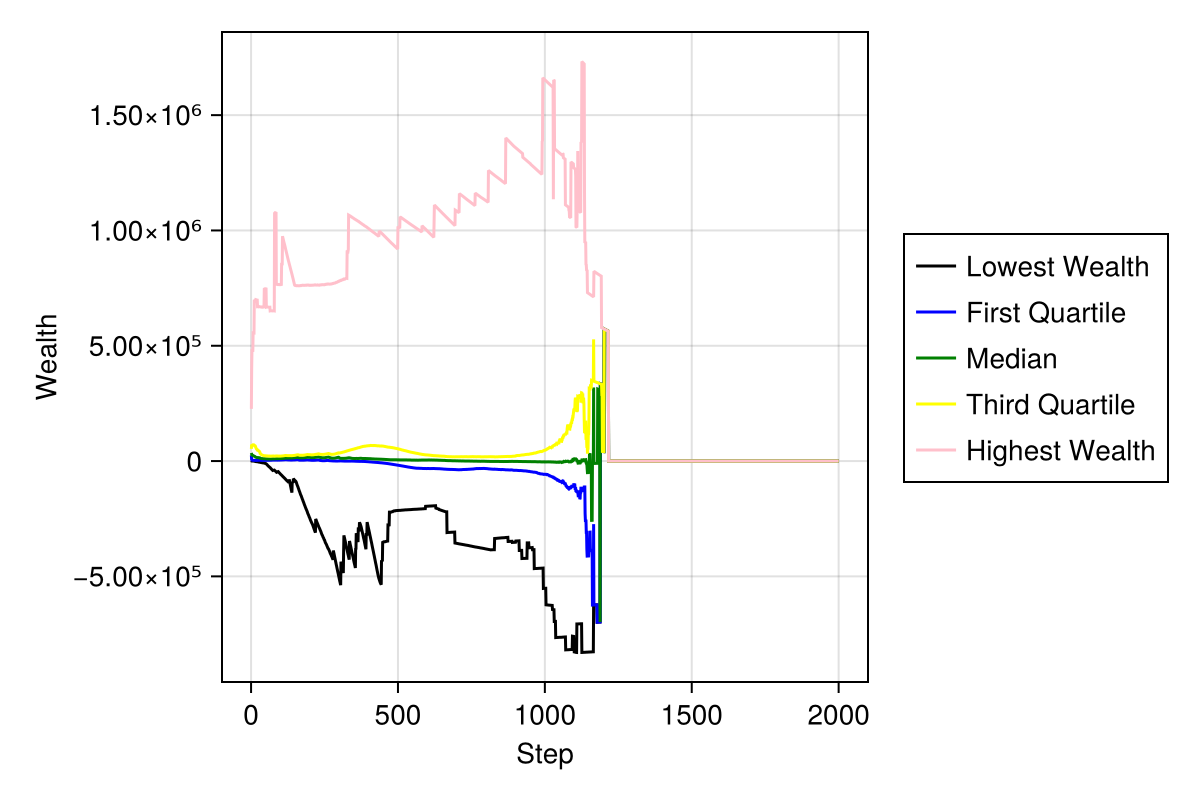 1.50×10⁶
1.00×10⁶
5.00×10⁵
0
−5.00×10⁵
Wealth
0 500 1000 1500 2000
Step
Lowest Wealth
First Quartile
Median
Third Quartile
Highest Wealth